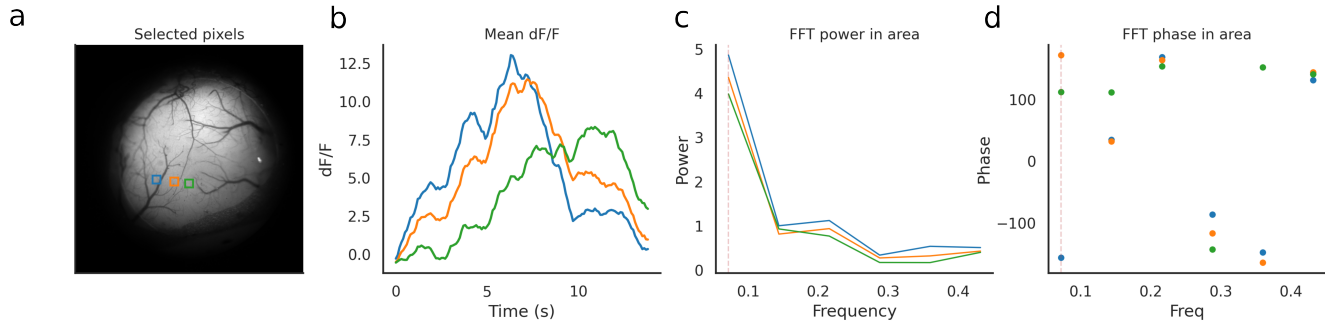 a
Selected pixels
b
Mean dF/F
dF/F
12.5
10.0
7.5
5.0
2.5
0.0
0
5
10
Time (s)
c
FFT power in area
Power
5
4
3
2
1
0
0.1
0.2
0.3
0.4
Frequency
d
FFT phase in area
Phase
100
0
−100
0.1
0.2
0.3
0.4
Freq